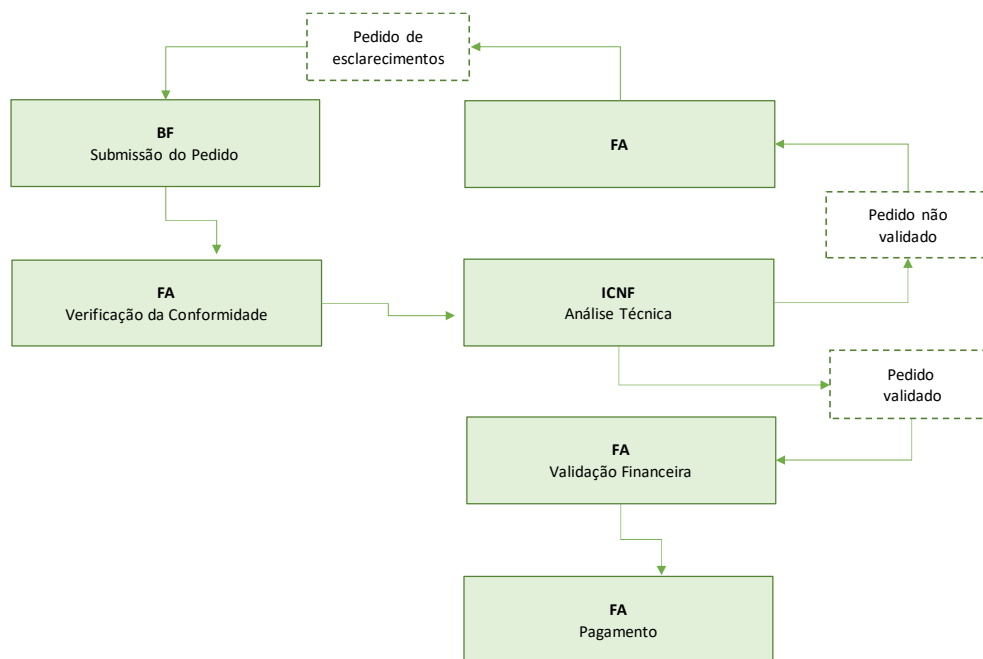 Pedido de
esclarecimentos
BF
Submissão do Pedido
FA
Pedido não
validado
FA
Verificação da Conformidade
ICNF
Análise Técnica
Pedido
validado
FA
Validação Financeira
FA
Pagamento